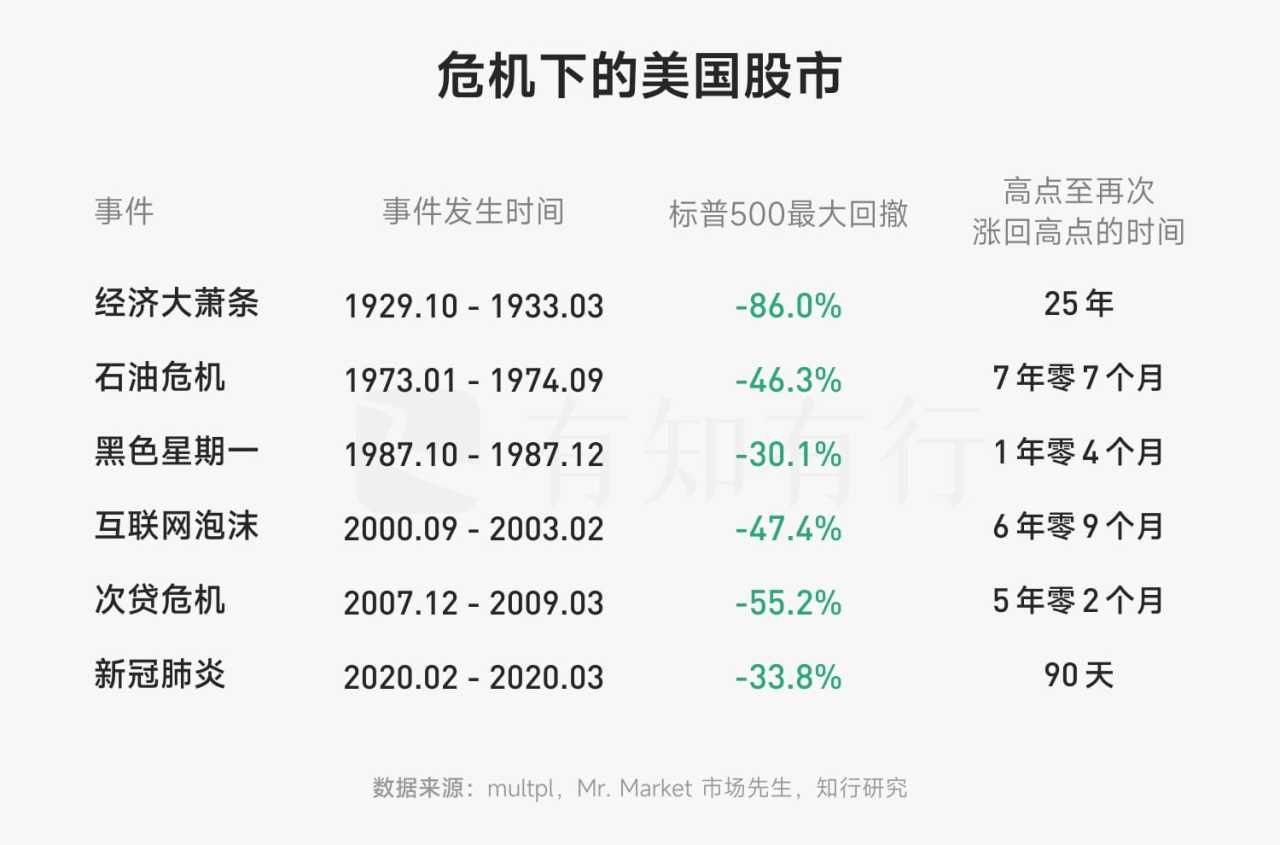 危机下的美国股市
事件 事件发生时间 标普500最大回撤 高点至再次
涨回高点的时间
经济大萧条 1929.10 - 1933.03 -86.0% 25 年
石油危机 1973.01 - 1974.09 -46.3% 7 年零 7 个月
黑色星期一 1987.10 - 1987.12 -30.1% 1 年零 4 个月
互联网泡沫 2000.09 - 2003.02 -47.4% 6 年零 9 个月
次贷危机 2007.12 - 2009.03 -55.2% 5 年零 2 个月
新冠肺炎 2020.02 - 2020.03 -33.8% 90 天
有知有行
数据来源：multpl，Mr. Market 市场先生，知行研究